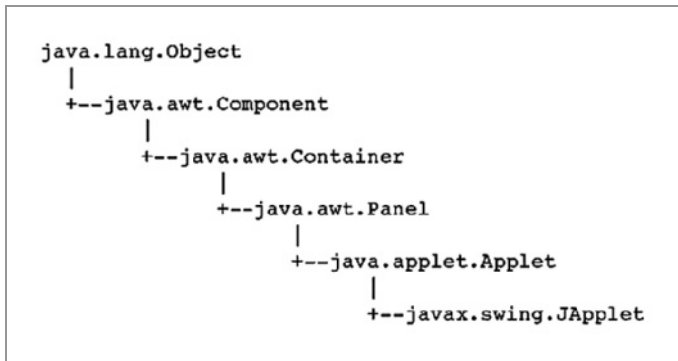 java.lang.Object
|
+--java.awt.Component
|
+--java.awt.Container
|
+--java.awt.Panel
|
+--java.applet.Applet
|
+--javax.swing.JApplet